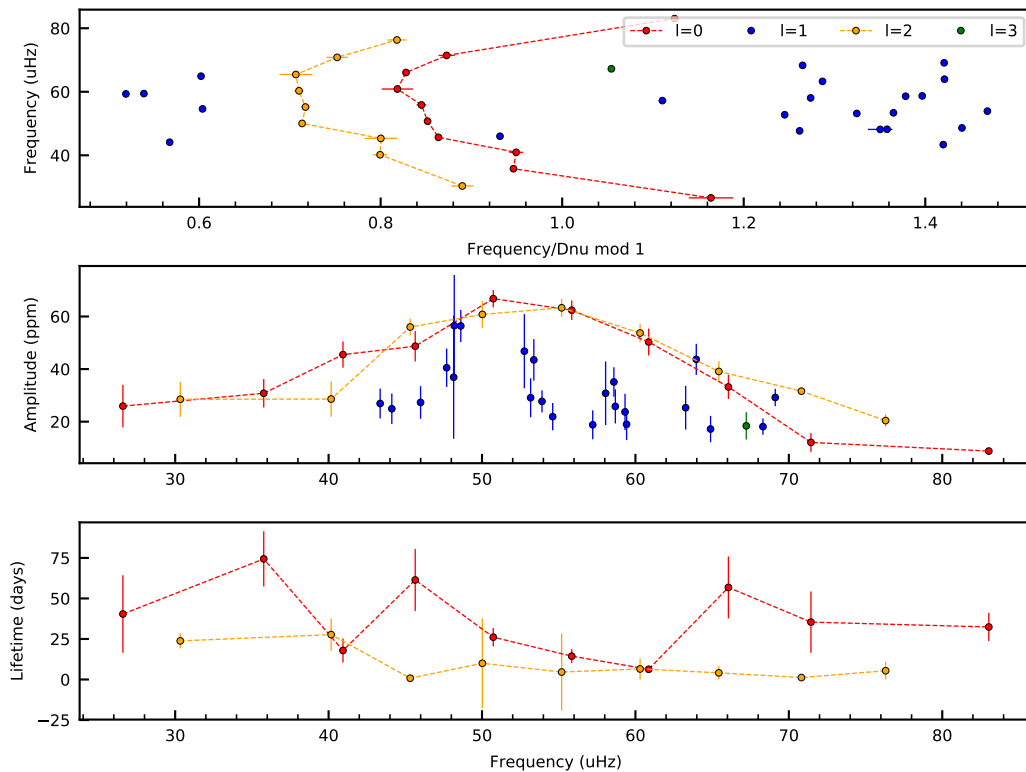 l=0 l=1 l=2 l=3
Frequency (uHz)
80
60
40
0.6 0.8 1.0 1.2 1.4
Frequency/Dnu mod 1
Amplitude (ppm)
60
40
20
30 40 50 60 70 80
Lifetime (days)
75
50
25
0
−25
30 40 50 60 70 80
Frequency (uHz)